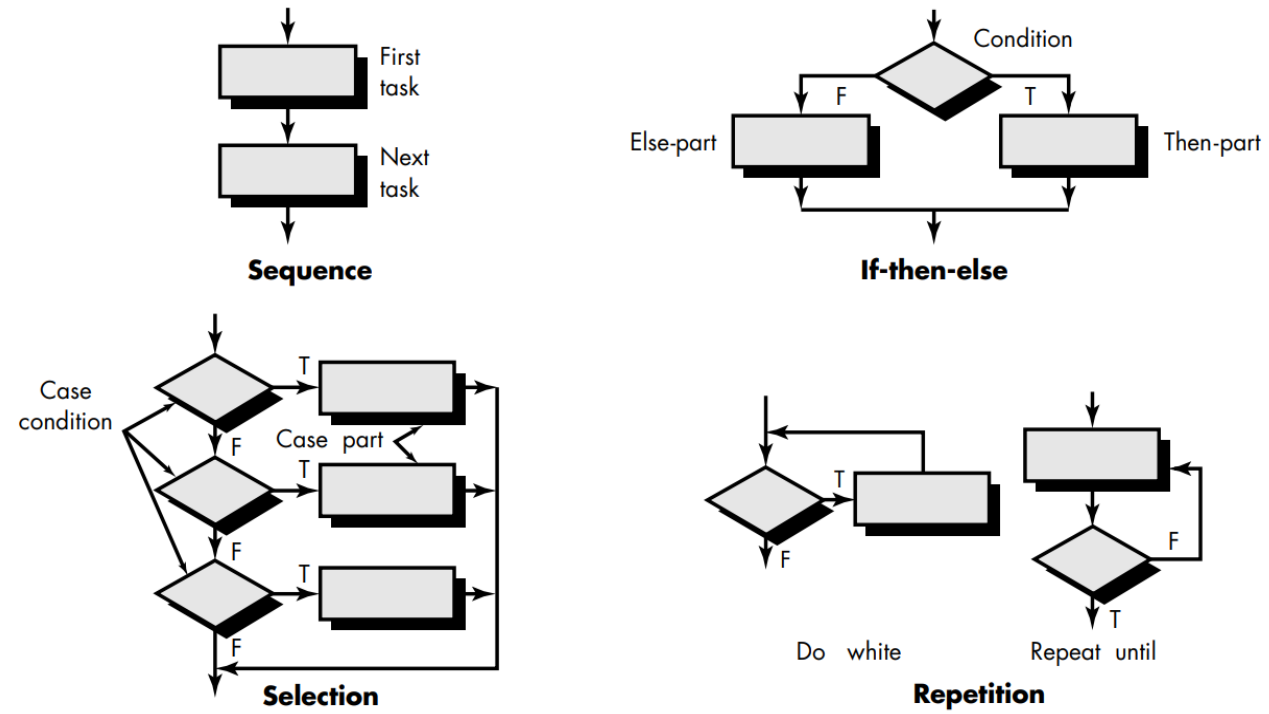 First
task
Next
task
Sequence
Condition
F
T
Else-part
Then-part
If-then-else
Case
condition
T
F
Case part
T
F
T
F
Selection
T
F
Do white
F
T
Repeat until
Repetition